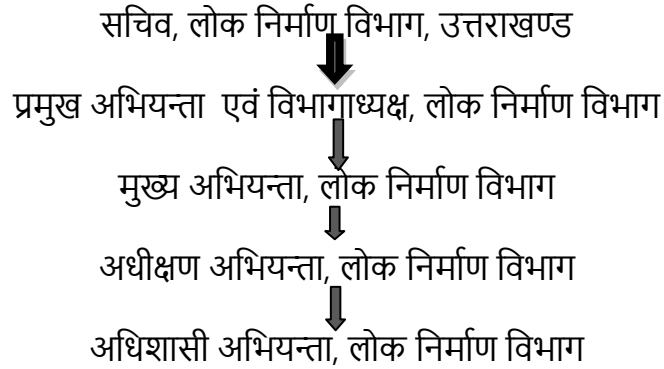 सचिव, लोक निर्माण विभाग, उत्तराखण्ड
प्रमुख अभियन्ता एवं विभागाध्यक्ष, लोक निर्माण विभाग
मुख्य अभियन्ता, लोक निर्माण विभाग
अधीक्षण अभियन्ता, लोक निर्माण विभाग
अधिशासी अभियन्ता, लोक निर्माण विभाग